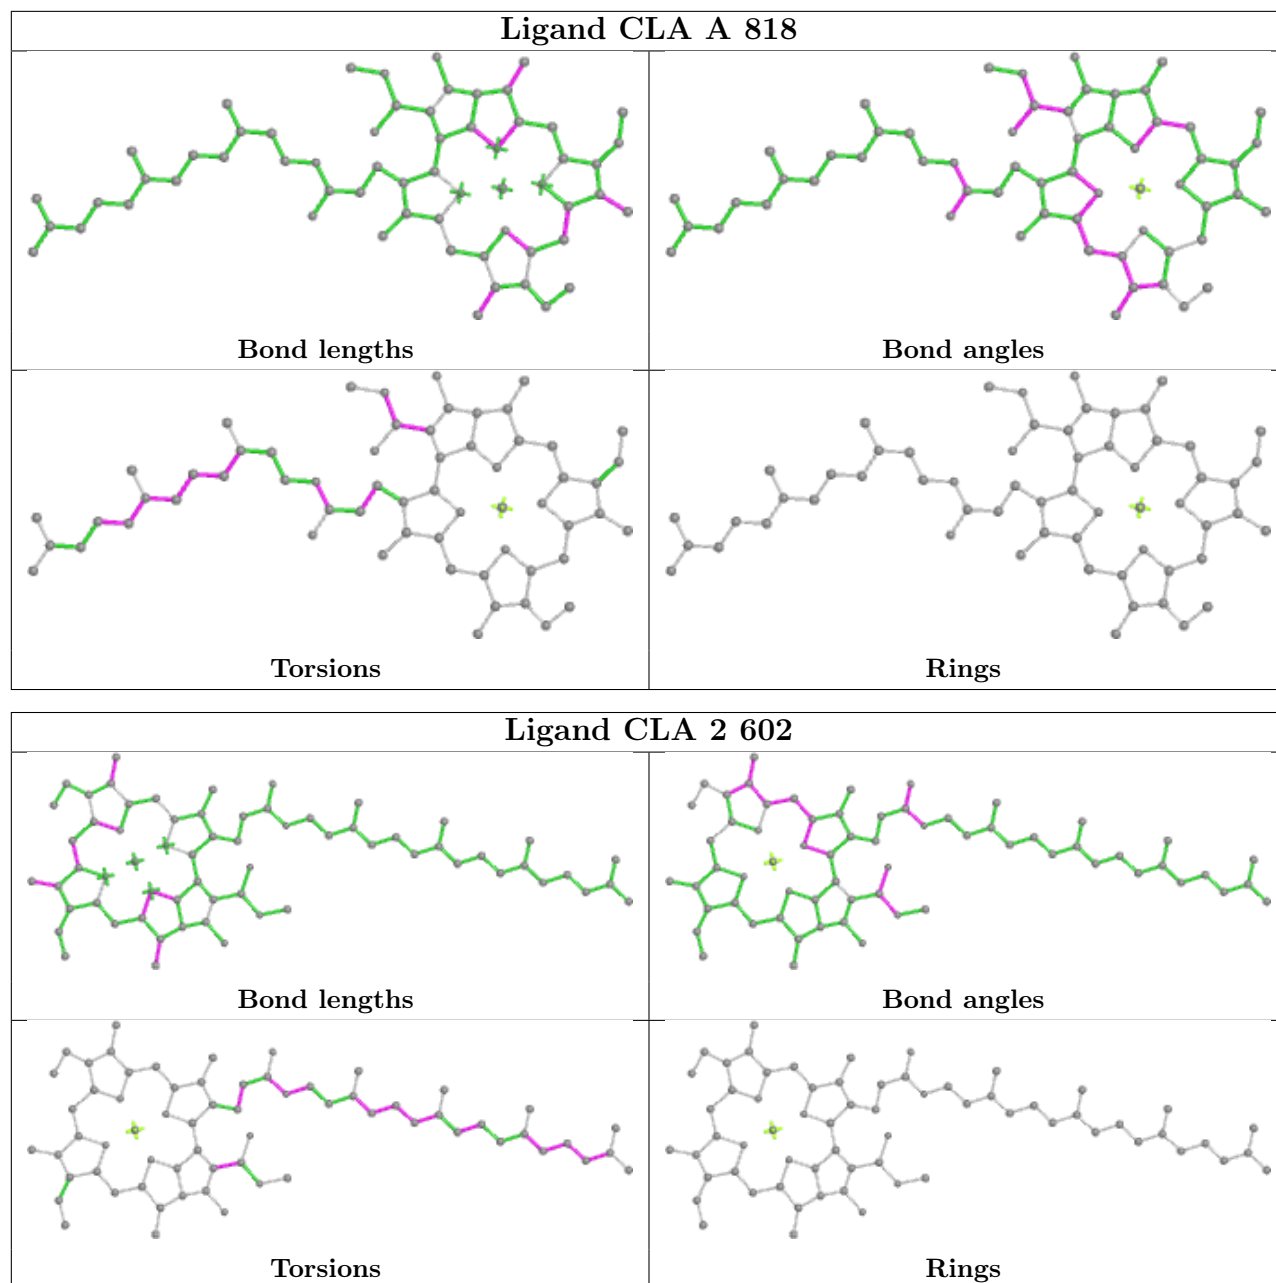 Ligand CLA A 818
Bond lengths
Bond angles
Torsions
Rings
Ligand CLA 2 602
Bond lengths
Bond angles
Torsions
Rings